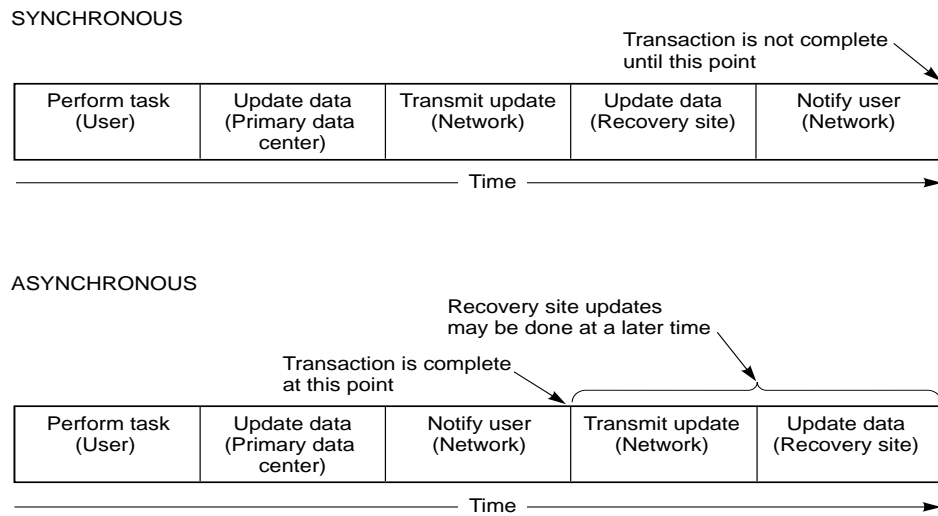 SYNCHRONOUS
Transaction is not complete
until this point
Perform task
(User)
Update data
(Primary data
center)
Transmit update
(Network)
Update data
(Recovery site)
Notify user
(Network)
Time
ASYNCHRONOUS
Recovery site updates
may be done at a later time
Transaction is complete
at this point
Perform task
(User)
Update data
(Primary data
center)
Notify user
(Network)
Transmit update
(Network)
Update data
(Recovery site)
Time